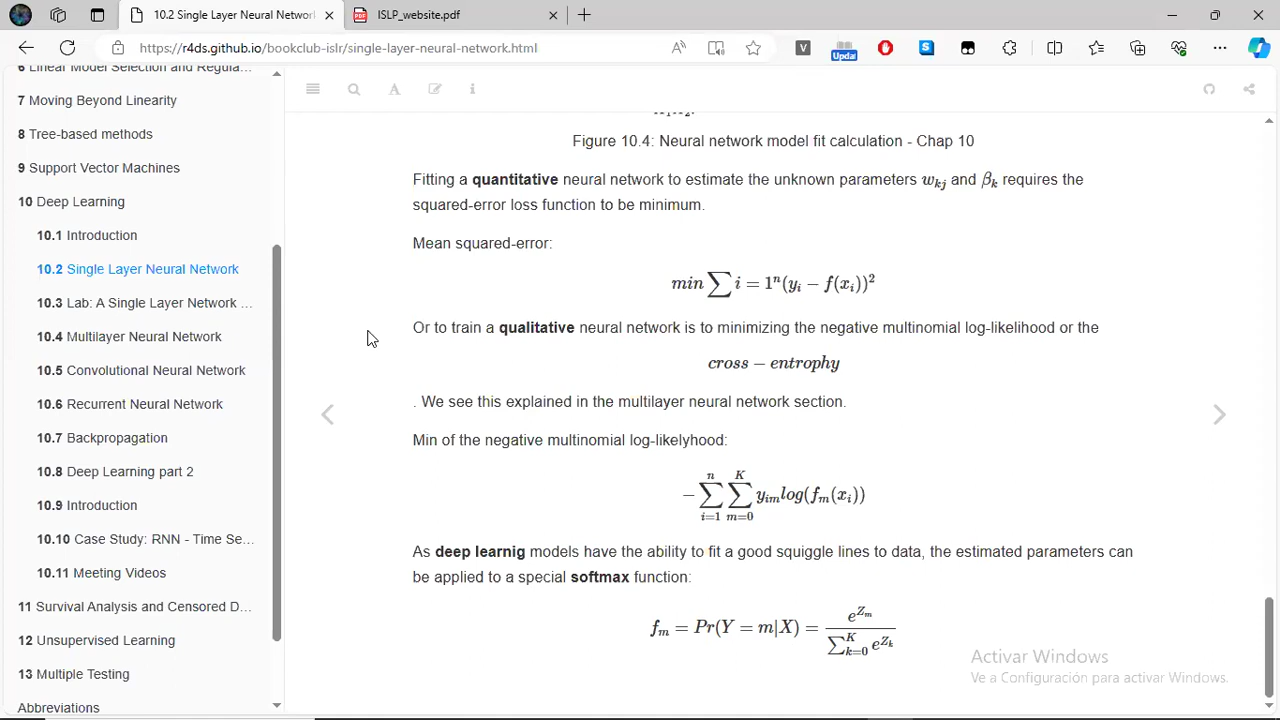 10.2 Single Layer Neural Network
ISLP_website.pdf
https://r4ds.github.io/bookclub-islr/single-layer-neural-network.html
Updat
6 Linear Model Selection and Regula...
7 Moving Beyond Linearity
8 Tree-based methods
9 Support Vector Machines
10 Deep Learning
10.1 Introduction
10.2 Single Layer Neural Network
10.3 Lab: A Single Layer Network ...
10.4 Multilayer Neural Network
10.5 Convolutional Neural Network
10.6 Recurrent Neural Network
10.7 Backpropagation
10.8 Deep Learning part 2
10.9 Introduction
10.10 Case Study: RNN - Time Se...
10.11 Meeting Videos
11 Survival Analysis and Censored D...
12 Unsupervised Learning
13 Multiple Testing
Abbreviations
Figure 10.4: Neural network model fit calculation - Chap 10
Fitting a quantitative neural network to estimate the unknown parameters w_{kj} and β_k requires the
squared-error loss function to be minimum.
Mean squared-error:
min ∑ i = 1^n (y_i − f(x_i))^2
Or to train a qualitative neural network is to minimizing the negative multinomial log-likelihood or the
cross − entrophy
. We see this explained in the multilayer neural network section.
Min of the negative multinomial log-likelyhood:
− ∑_{i=1}^{n} ∑_{m=0}^{K} y_{im} log(f_m(x_i))
As deep learnig models have the ability to fit a good squiggle lines to data, the estimated parameters can
be applied to a special softmax function:
f_m = Pr(Y = m|X) = e^{Z_m} / ∑_{k=0}^{K} e^{Z_k}
Activar Windows
Ve a Configuración para activar Windows.